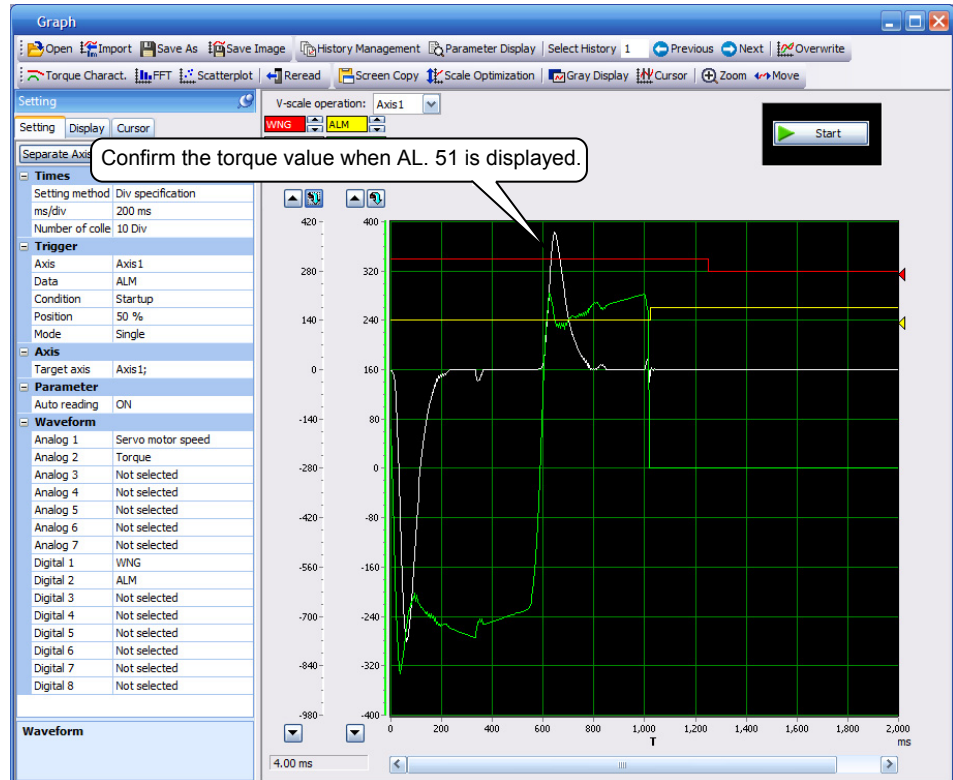 Graph
Open Import Save As Save Image History Management Parameter Display Select History 1 Previous Next Overwrite
Torque Charact. FFT Scatterplot Reread Screen Copy Scale Optimization Gray Display Cursor Zoom Move
Setting
Setting Display Cursor
Separate Axis
V-scale operation: Axis1
WNG ALM
Start
Confirm the torque value when AL. 51 is displayed.
Times
Setting method Div specification
ms/div 200 ms
Number of colle 10 Div
Trigger
Axis Axis1
Data ALM
Condition Startup
Position 50 %
Mode Single
Axis
Target axis Axis1;
Parameter
Auto reading ON
Waveform
Analog 1 Servo motor speed
Analog 2 Torque
Analog 3 Not selected
Analog 4 Not selected
Analog 5 Not selected
Analog 6 Not selected
Analog 7 Not selected
Digital 1 WNG
Digital 2 ALM
Digital 3 Not selected
Digital 4 Not selected
Digital 5 Not selected
Digital 6 Not selected
Digital 7 Not selected
Digital 8 Not selected
Waveform
420 400
280 320
140 240
0 160
-140 80
-280 0
-420 -80
-560 -160
-700 -240
-840 -320
-980 -400
0 200 400 600 800 1,000 1,200 1,400 1,600 1,800 2,000
T ms
4.00 ms